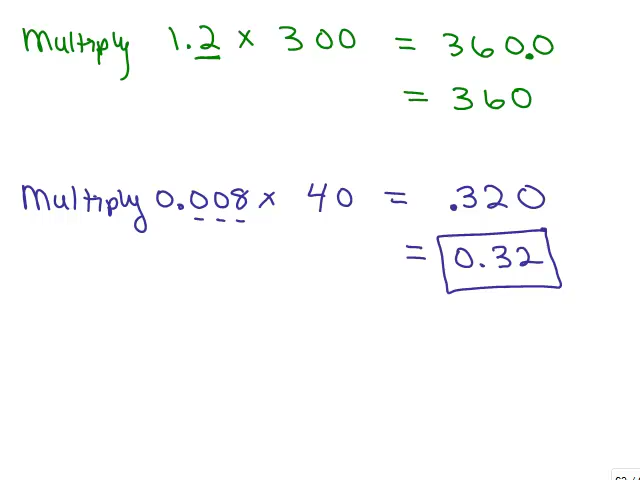 Multiply 1.2 × 300 = 360.0
= 360
Multiply 0.008 × 40 = .320
= 0.32